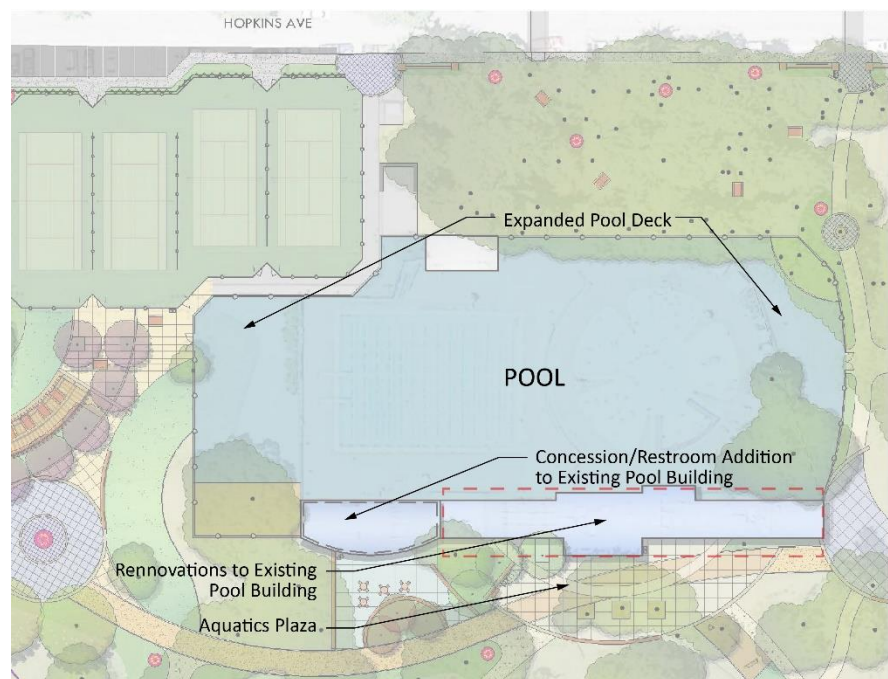 HOPKINS AVE
Expanded Pool Deck
POOL
Concession/Restroom Addition
to Existing Pool Building
Rennovations to Existing
Pool Building
Aquatics Plaza